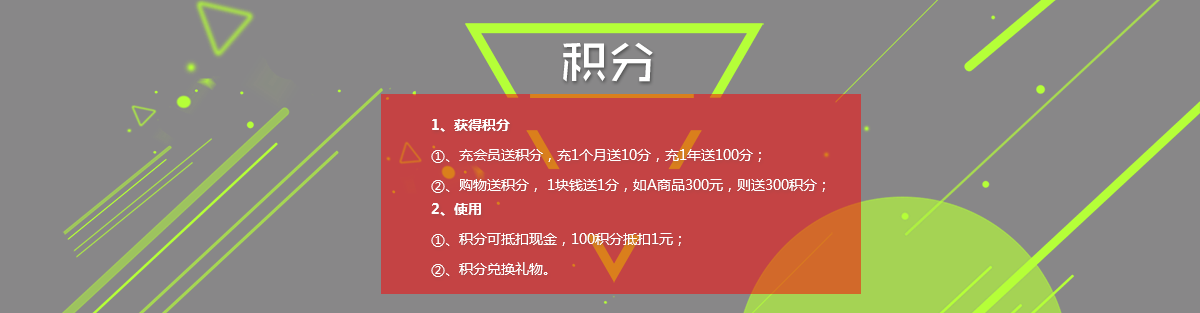 积分
1、获得积分
①、充会员送积分，充1个月送10分，充1年送100分；
②、购物送积分， 1块钱送1分，如A商品300元，则送300积分；
2、使用
①、积分可抵扣现金，100积分抵扣1元；
②、积分兑换礼物。